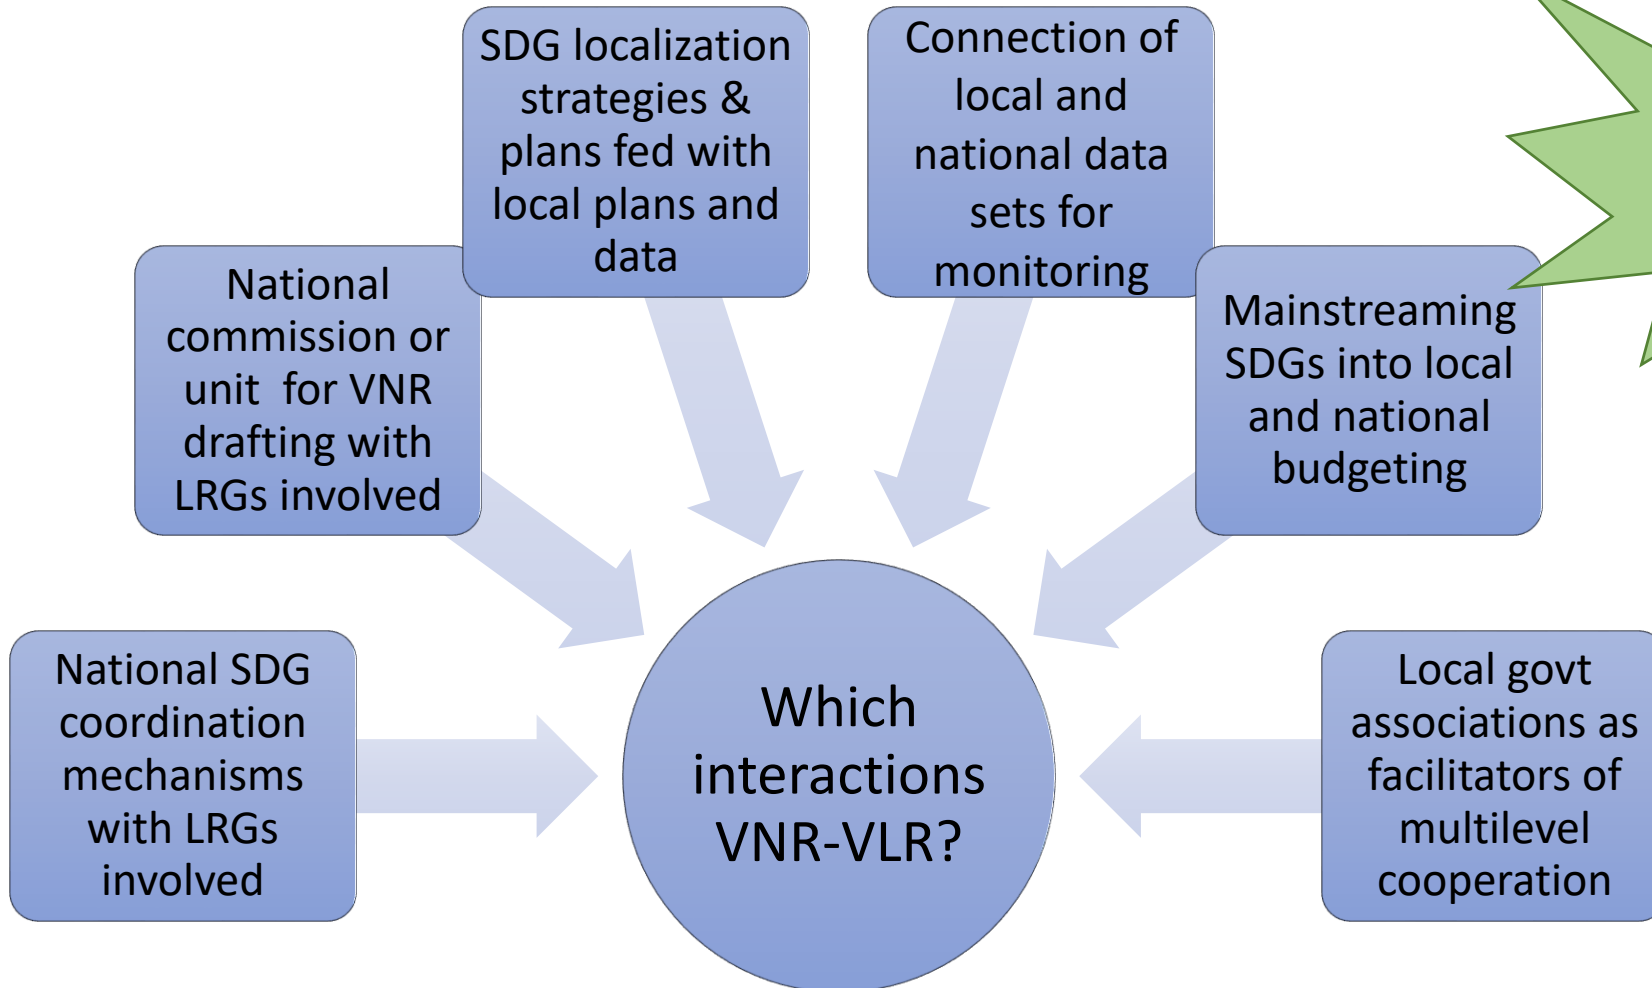 SDG localization
strategies &
plans fed with
local plans and
data
Connection of
local and
national data
sets for
monitoring
National
commission or
unit  for VNR
drafting with
LRGs involved
Mainstreaming
SDGs into local
and national
budgeting
National SDG
coordination
mechanisms
with LRGs
involved
Which
interactions
VNR-VLR?
Local govt
associations as
facilitators of
multilevel
cooperation